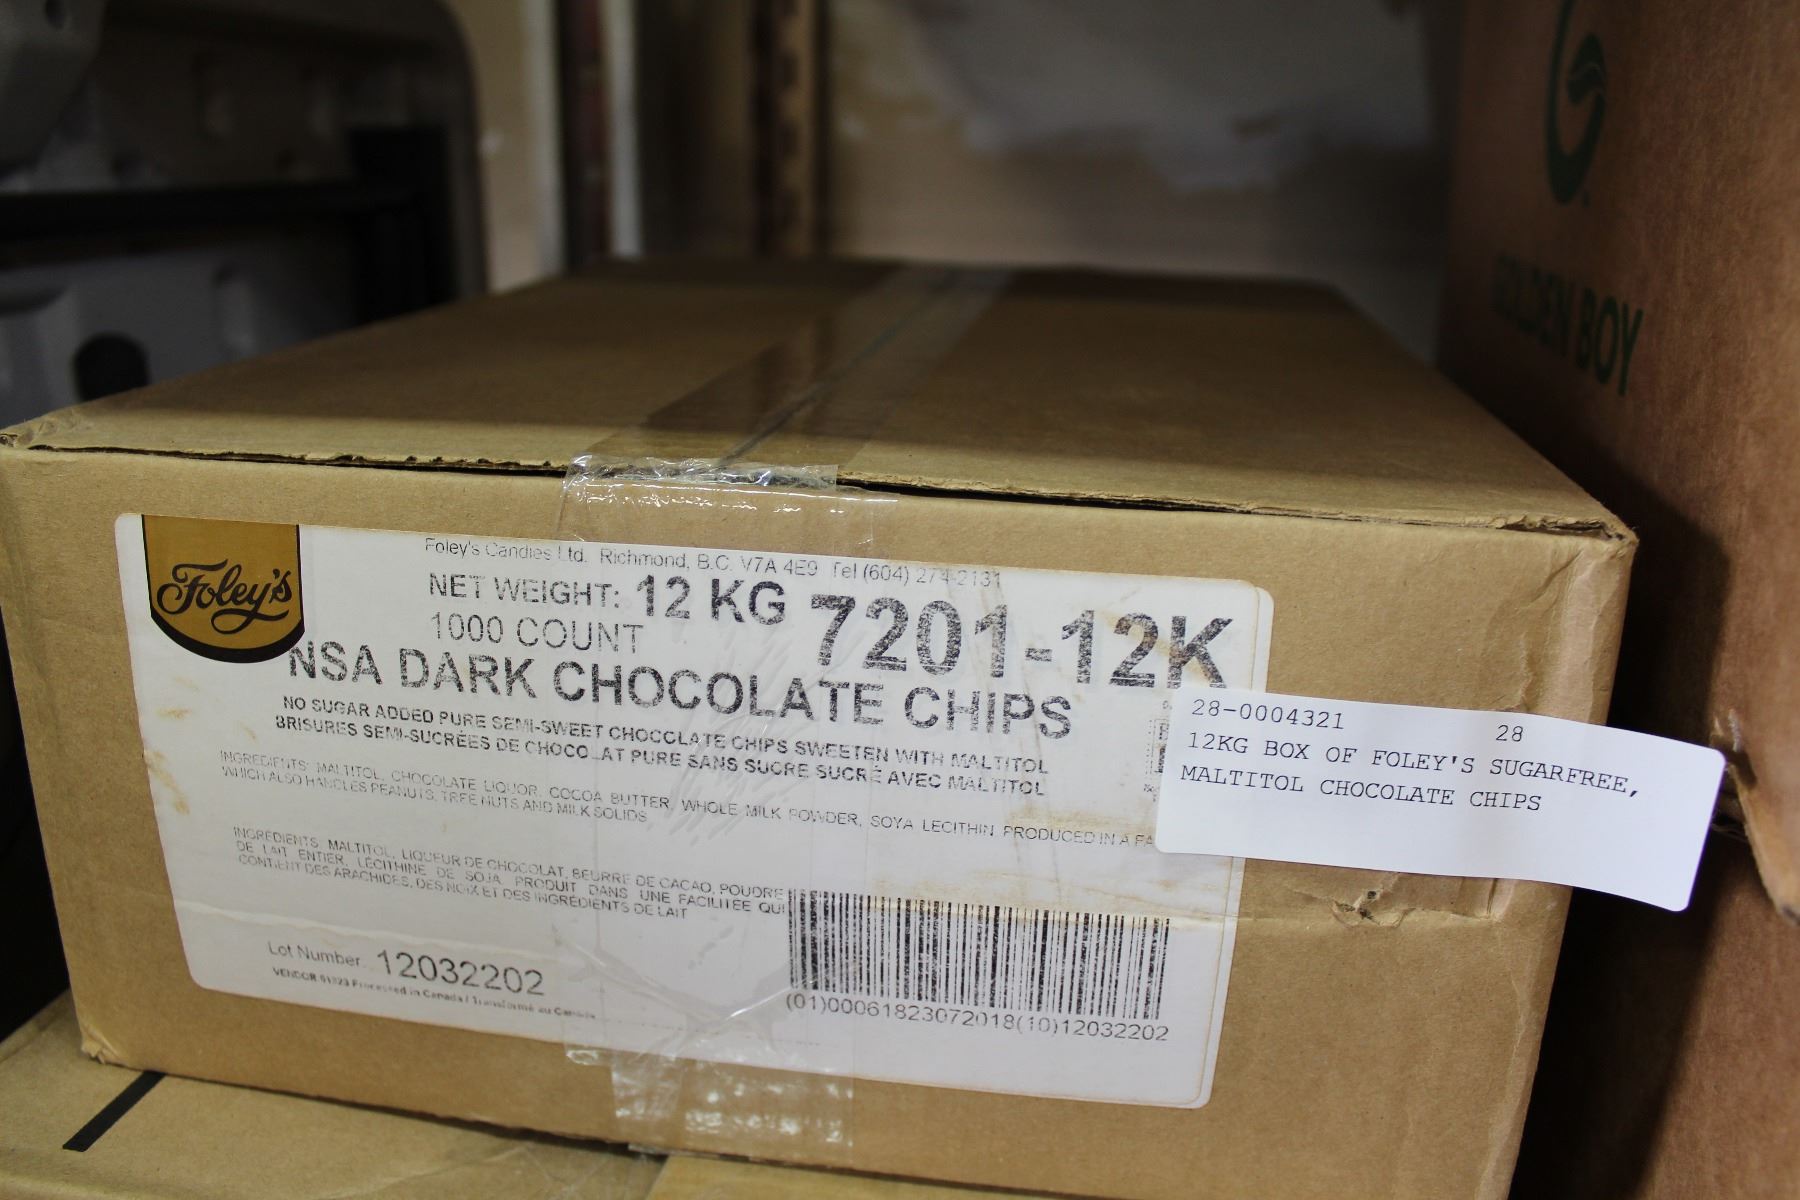 GOLDEN BOY
Foley's
Foley's Candies Ltd. Richmond, B.C. V7A 4E9 Tel (604) 274-2131
NET WEIGHT: 12 KG 7201-12K
1000 COUNT
NSA DARK CHOCOLATE CHIPS
NO SUGAR ADDED PURE SEMI-SWEET CHOCOLATE CHIPS SWEETEN WITH MALTITOL
BRISURES SEMI-SUCRÉES DE CHOCOLAT PURE SANS SUCRE SUCRÉ AVEC MALTITOL
INGREDIENTS: MALTITOL, CHOCOLATE LIQUOR, COCOA BUTTER, WHOLE MILK POWDER, SOYA LECITHIN. PRODUCED IN A FA
WHICH ALSO HANDLES PEANUTS, TREE NUTS AND MILK SOLIDS
INGREDIENTS, MALTITOL, LIQUEUR DE CHOCOLAT, BEURRE DE CACAO, POUDRE
DE LAIT ENTIER, LECITHINE DE SOJA, PRODUIT DANS UNE FACILITEE QUI
CONTIENT DES ARACHIDES, DES NOIX ET DES INGRÉDIENTS DE LAIT
Lot Number. 12032202
VENDOR Processed in Canada / Transformé au Canada
(01)00061823072018(10)12032202
28-0004321 28
12KG BOX OF FOLEY'S SUGARFREE,
MALTITOL CHOCOLATE CHIPS